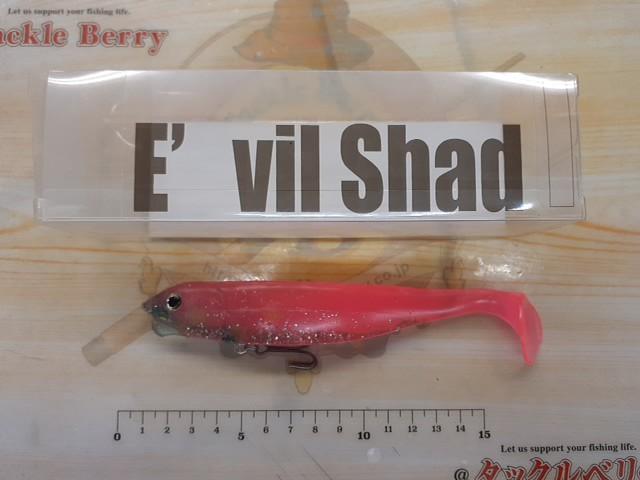 Let us support your fishing life.
ackle Berry
E' vil Shad
.co.jp
0 1 2 3 4 5 6 7 8 9 10 11 12 13 14 15
Let us support your fishing life.
@タックルベリ